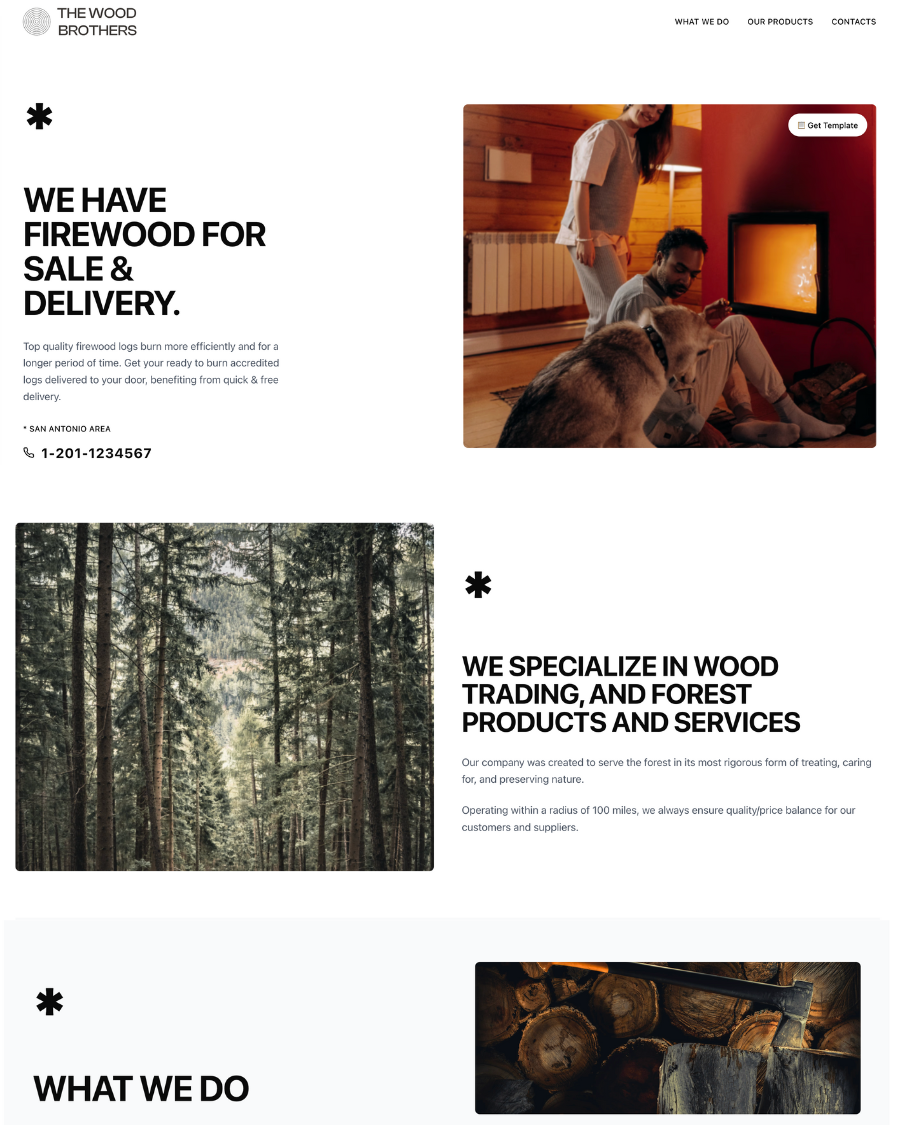 THE WOOD
BROTHERS
WHAT WE DO
OUR PRODUCTS
CONTACTS
*
Get Template
WE HAVE
FIREWOOD FOR
SALE &
DELIVERY.
Top quality firewood logs burn more efficiently and for a
longer period of time. Get your ready to burn accredited
logs delivered to your door, benefiting from quick & free
delivery.
* SAN ANTONIO AREA
1-201-1234567
*
WE SPECIALIZE IN WOOD
TRADING, AND FOREST
PRODUCTS AND SERVICES
Our company was created to serve the forest in its most rigorous form of treating, caring
for, and preserving nature.
Operating within a radius of 100 miles, we always ensure quality/price balance for our
customers and suppliers.
*
WHAT WE DO